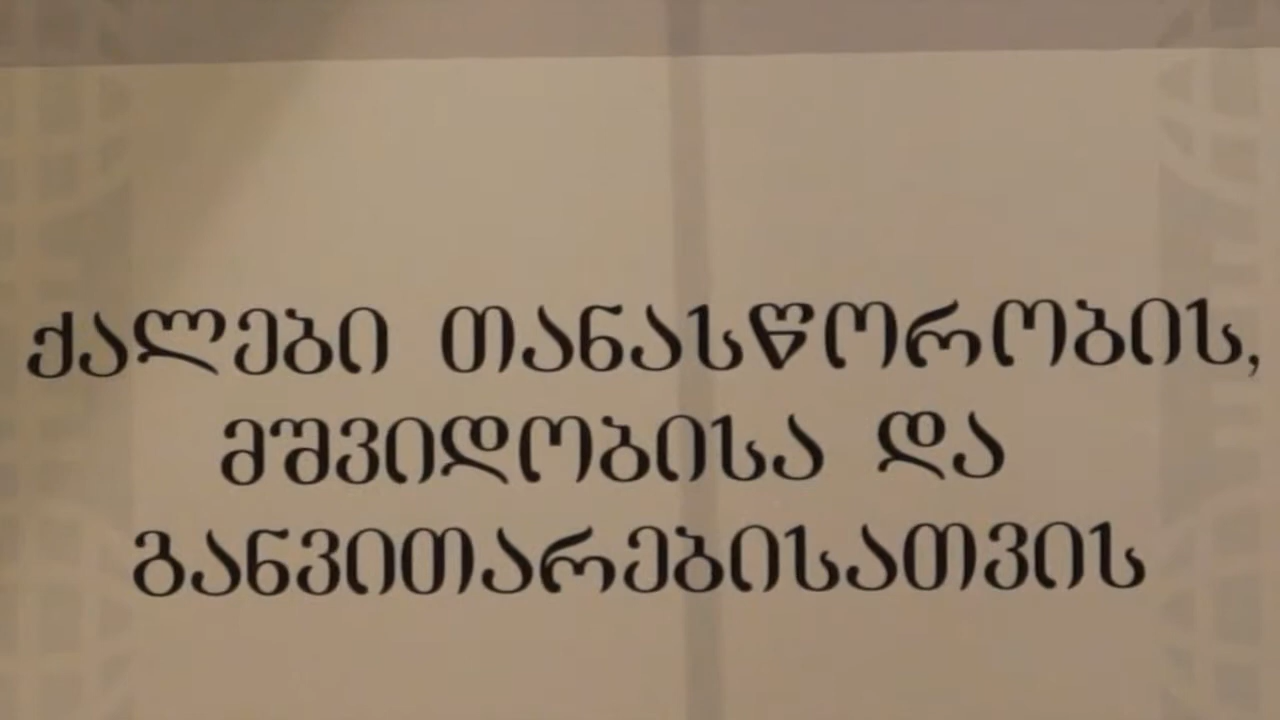 ქალები თანასწორობის,
მშვიდობისა და
განვითარებისათვის